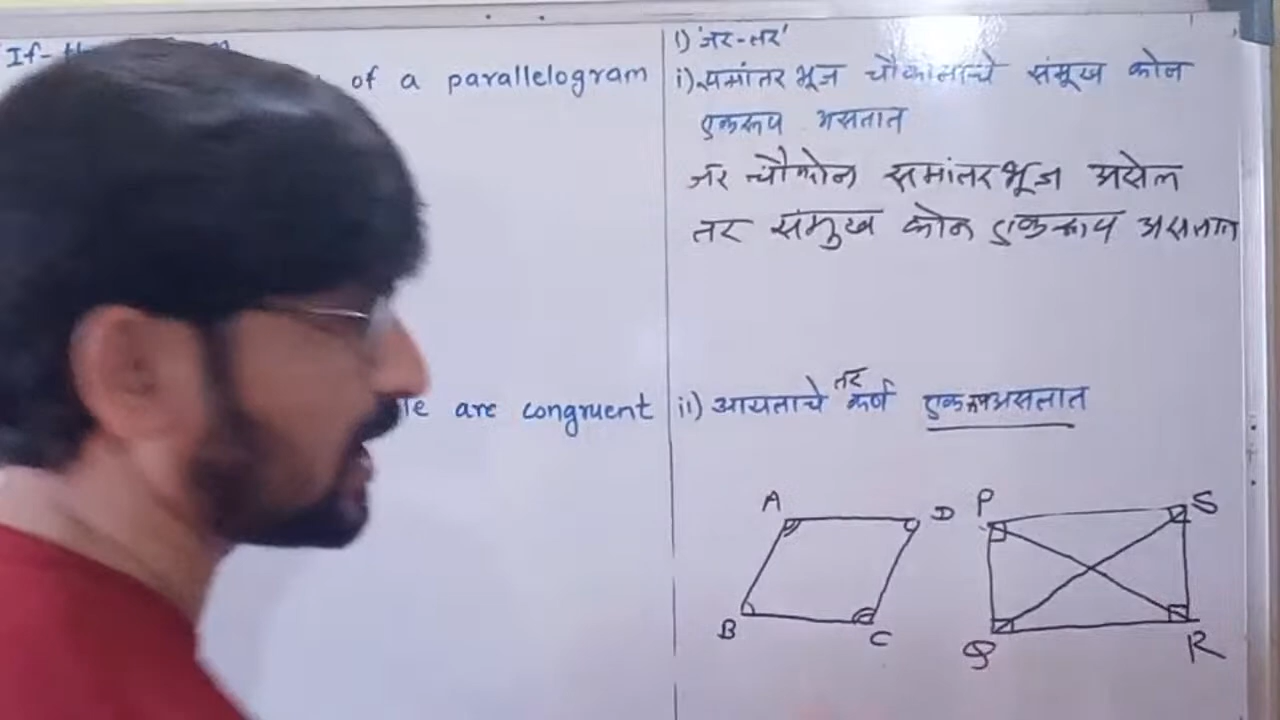 If-
of a parallelogram
le are congruent
1) 'जर-तर'
i) समांतर भूज चौकोनाचे संमूख कोन
एकरूप असतात
जर चौकोन समांतरभूज असेल
तर संमुख कोन एकरूप असतात
तर
ii) आयताचे कर्ण एकरूपअसतात
A D P S
B C Q R